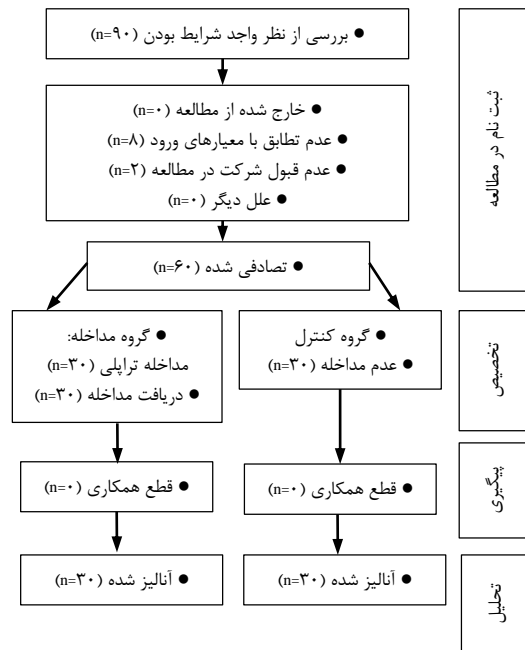 ● بررسی از نظر واجد شرایط بودن (n=۹۰)
● خارج شده از مطالعه (n=۰)
● عدم تطابق با معیارهای ورود (n=۸)
● عدم قبول شرکت در مطالعه (n=۲)
● علل دیگر (n=۰)
ثبت نام در مطالعه
● تصادفی شده (n=۶۰)
● گروه کنترل
● عدم مداخله (n=۳۰)
● گروه مداخله:
مداخله تراپلی (n=۳۰)
● دریافت مداخله (n=۳۰)
تخصیص
● قطع همکاری (n=۰)
● قطع همکاری (n=۰)
پیگیری
● آنالیز شده (n=۳۰)
● آنالیز شده (n=۳۰)
تحلیل